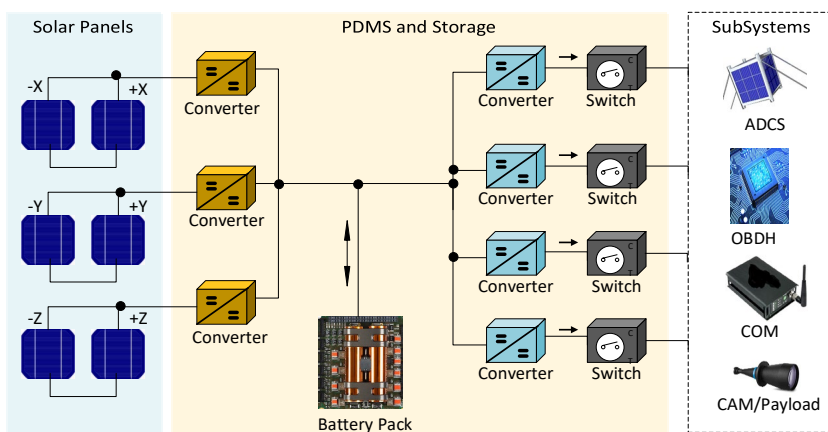 Solar Panels
PDMS and Storage
SubSystems
-X
+X
Converter
-Y
+Y
Converter
-Z
+Z
Converter
Battery Pack
Converter
C
T
Switch
Converter
C
T
Switch
Converter
C
T
Switch
Converter
C
T
Switch
ADCS
OBDH
COM
CAM/Payload